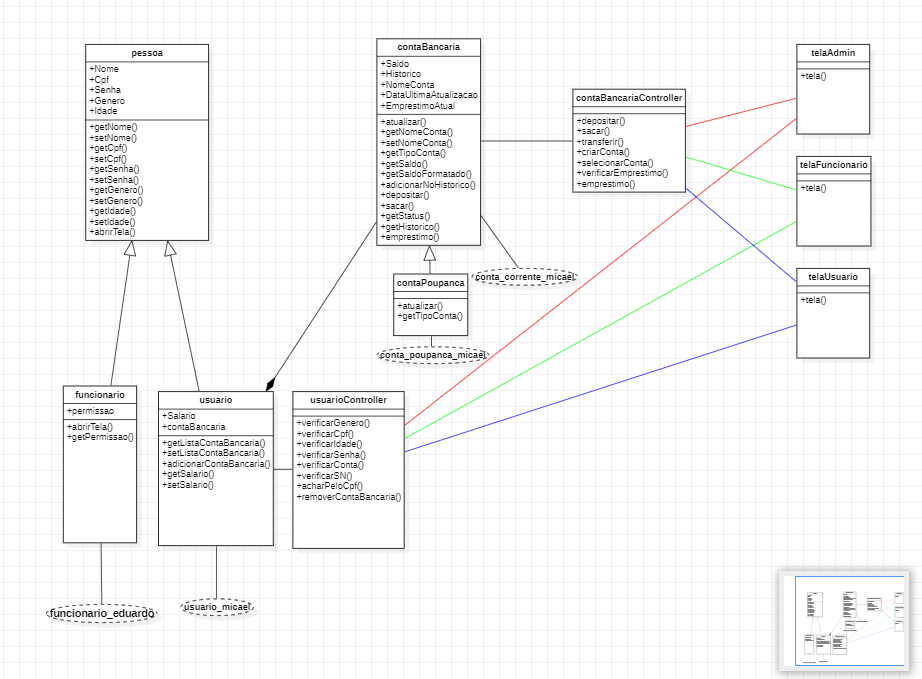 pessoa
+Nome
+Cpf
+Senha
+Genero
+Idade
+getNome()
+setNome()
+getCpf()
+setCpf()
+getSenha()
+setSenha()
+getGenero()
+setGenero()
+getIdade()
+setIdade()
+abrirTela()
contaBancaria
+Saldo
+Historico
+NomeConta
+DataUltimaAtualizacao
+EmprestimoAtual
+atualizar()
+getNomeConta()
+setNomeConta()
+getTipoConta()
+getSaldo()
+getSaldoFormatado()
+adicionarNoHistorico()
+depositar()
+sacar()
+getStatus()
+getHistorico()
+emprestimo()
contaBancariaController
+depositar()
+sacar()
+transferir()
+criarConta()
+selecionarConta()
+verificarEmprestimo()
+emprestimo()
telaAdmin
+tela()
telaFuncionario
+tela()
telaUsuario
+tela()
contaPoupanca
+atualizar()
+getTipoConta()
conta_corrente_micael
conta_poupanca_micael
funcionario
+permissao
+abrirTela()
+getPermissao()
usuario
+Salario
+contaBancaria
+getListaContaBancaria()
+setListaContaBancaria()
+adicionarContaBancaria()
+getSalario()
+setSalario()
usuarioController
+verificarGenero()
+verificarCpf()
+verificarIdade()
+verificarSenha()
+verificarConta()
+verificarSN()
+acharPeloCpf()
+removerContaBancaria()
funcionario_eduardo
usuario_micael